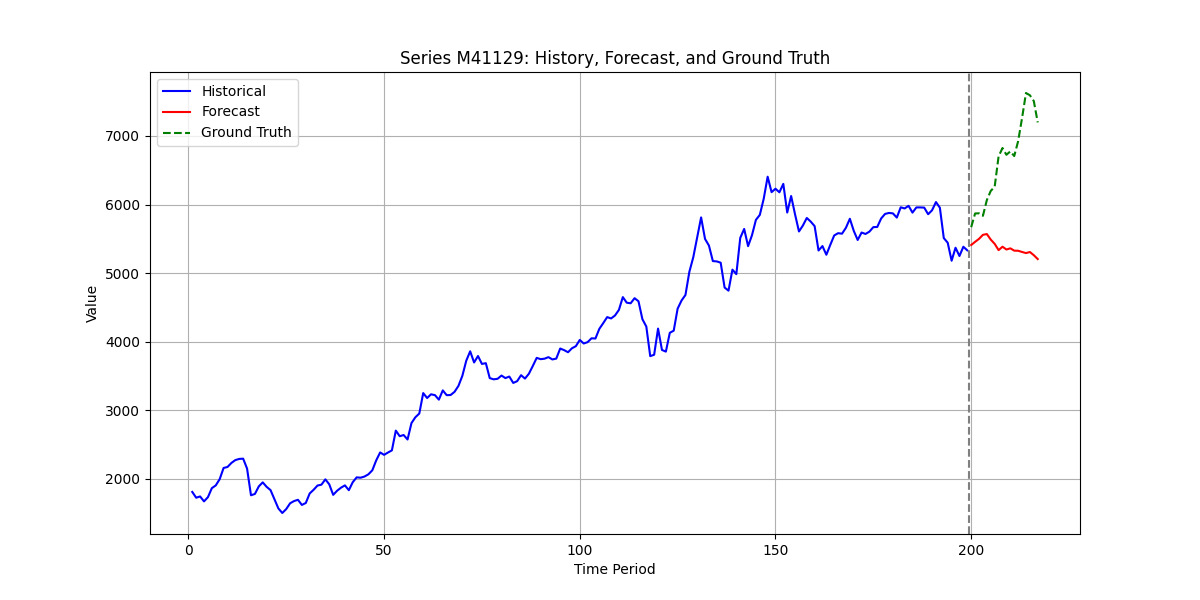 Series M41129: History, Forecast, and Ground Truth
Historical
Forecast
Ground Truth
7000
6000
5000
4000
3000
2000
Value
0
50
100
150
200
Time Period